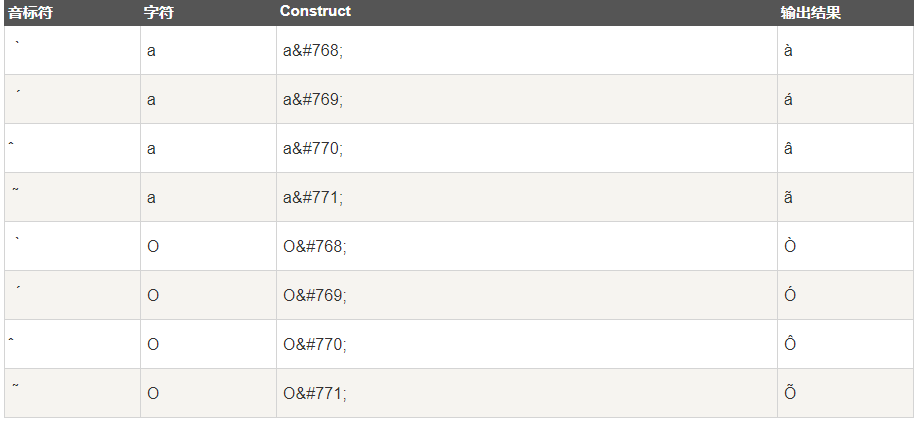 音标符 字符 Construct 输出结果
̀ a a&#768; à
́ a a&#769; á
̂ a a&#770; â
̃ a a&#771; ã
̀ O O&#768; Ò
́ O O&#769; Ó
̂ O O&#770; Ô
̃ O O&#771; Õ